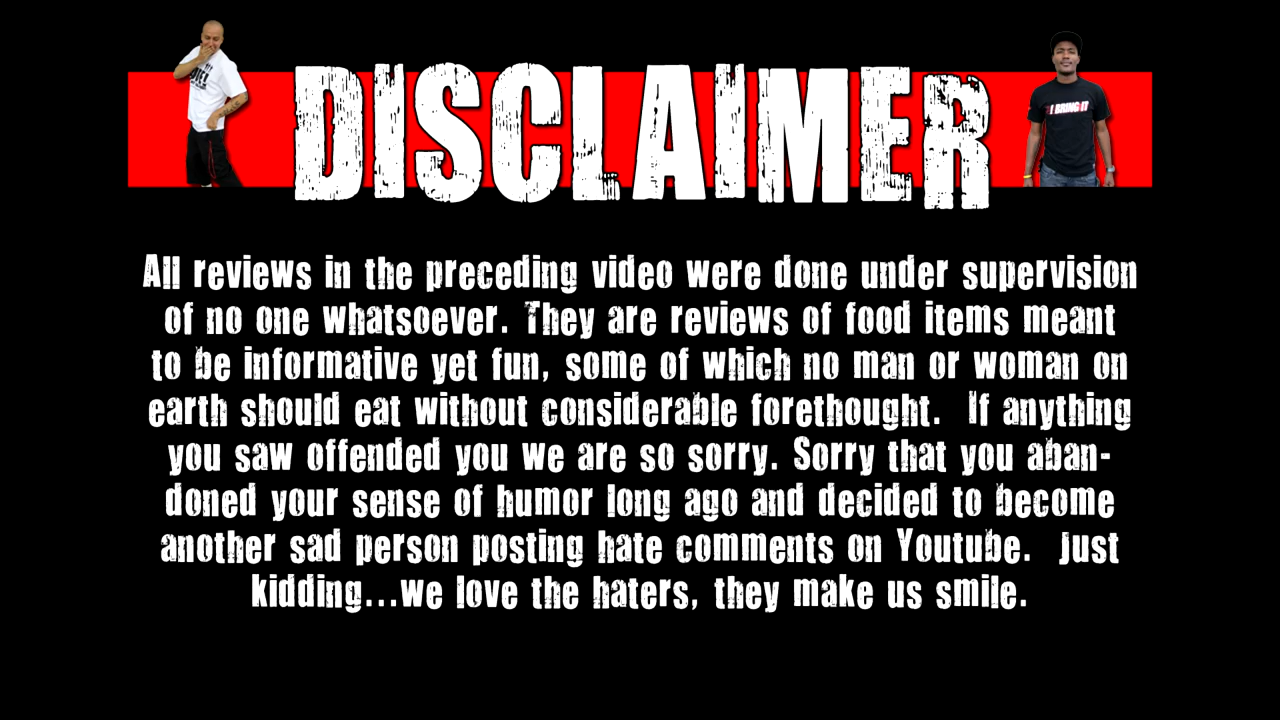 DISCLAIMER
I BRING IT
All reviews in the preceding video were done under supervision
of no one whatsoever. They are reviews of food items meant
to be informative yet fun, some of which no man or woman on
earth should eat without considerable forethought. If anything
you saw offended you we are so sorry. Sorry that you aban-
doned your sense of humor long ago and decided to become
another sad person posting hate comments on Youtube. Just
kidding...we love the haters, they make us smile.